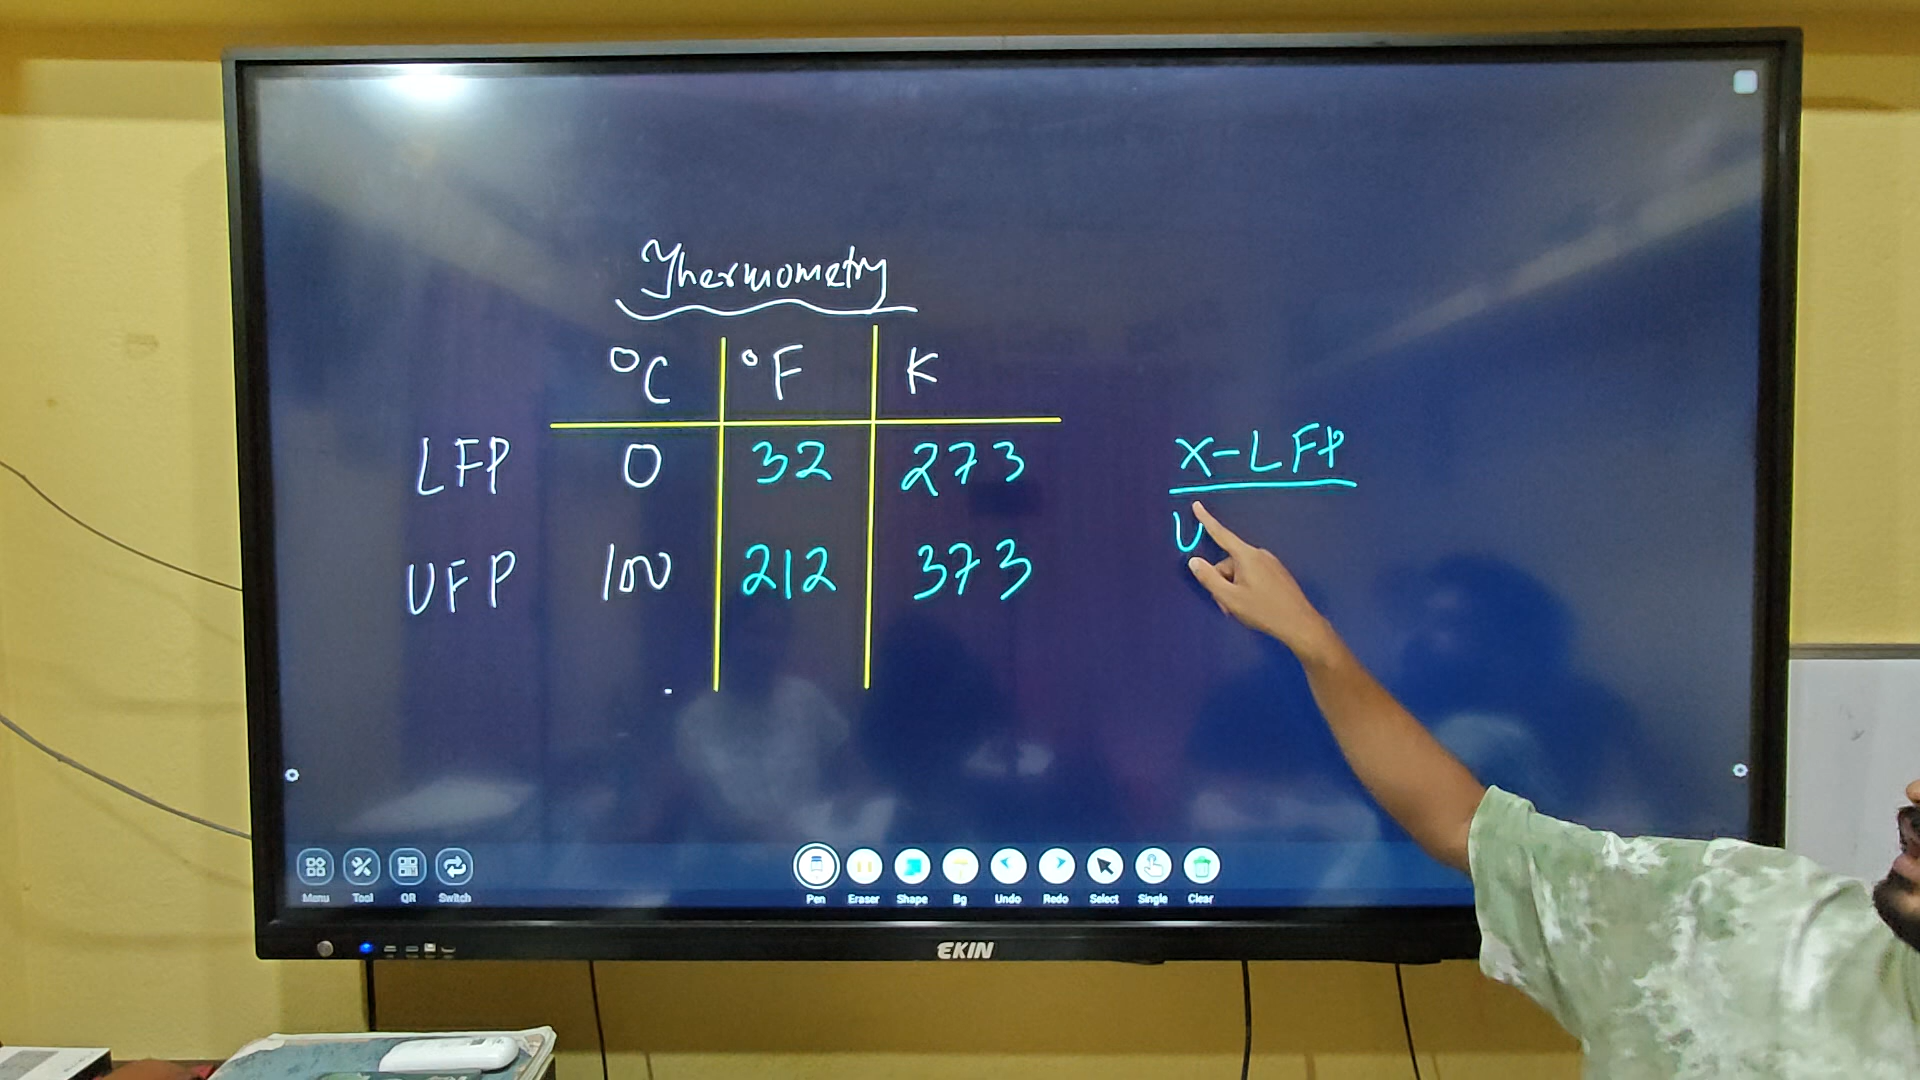 Thermometry
°C °F K
LFP 0 32 273
X-LFP
U
UFP 100 212 373
Menu Tool QR Switch
Pen Eraser Shape Bg Undo Redo Select Single Clear
EKIN